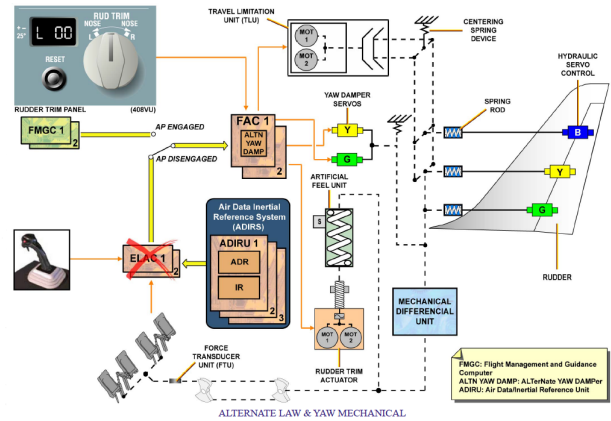 RUD TRIM
NOSE
NOSE
L
R
+ −
25°
L 00
RESET
RUDDER TRIM PANEL
(408VU)
TRAVEL LIMITATION
UNIT (TLU)
MOT
1
MOT
2
CENTERING
SPRING
DEVICE
HYDRAULIC
SERVO
CONTROL
FMGC 1
2
AP ENGAGED
AP DISENGAGED
FAC 1
ALTN
YAW
DAMP
2
YAW DAMPER
SERVOS
Y
G
SPRING
ROD
B
Y
G
RUDDER
ARTIFICIAL
FEEL UNIT
S
Air Data Inertial
Reference System
(ADIRS)
ADIRU 1
ADR
IR
2
3
ELAC 1
2
MECHANICAL
DIFFERENTIAL
UNIT
MOT
1
MOT
2
RUDDER TRIM
ACTUATOR
FORCE
TRANSDUCER
UNIT (FTU)
FMGC: Flight Management and Guidance
Computer
ALTN YAW DAMP: ALTerNate YAW DAMPer
ADIRU: Air Data/Inertial Reference Unit
ALTERNATE LAW & YAW MECHANICAL